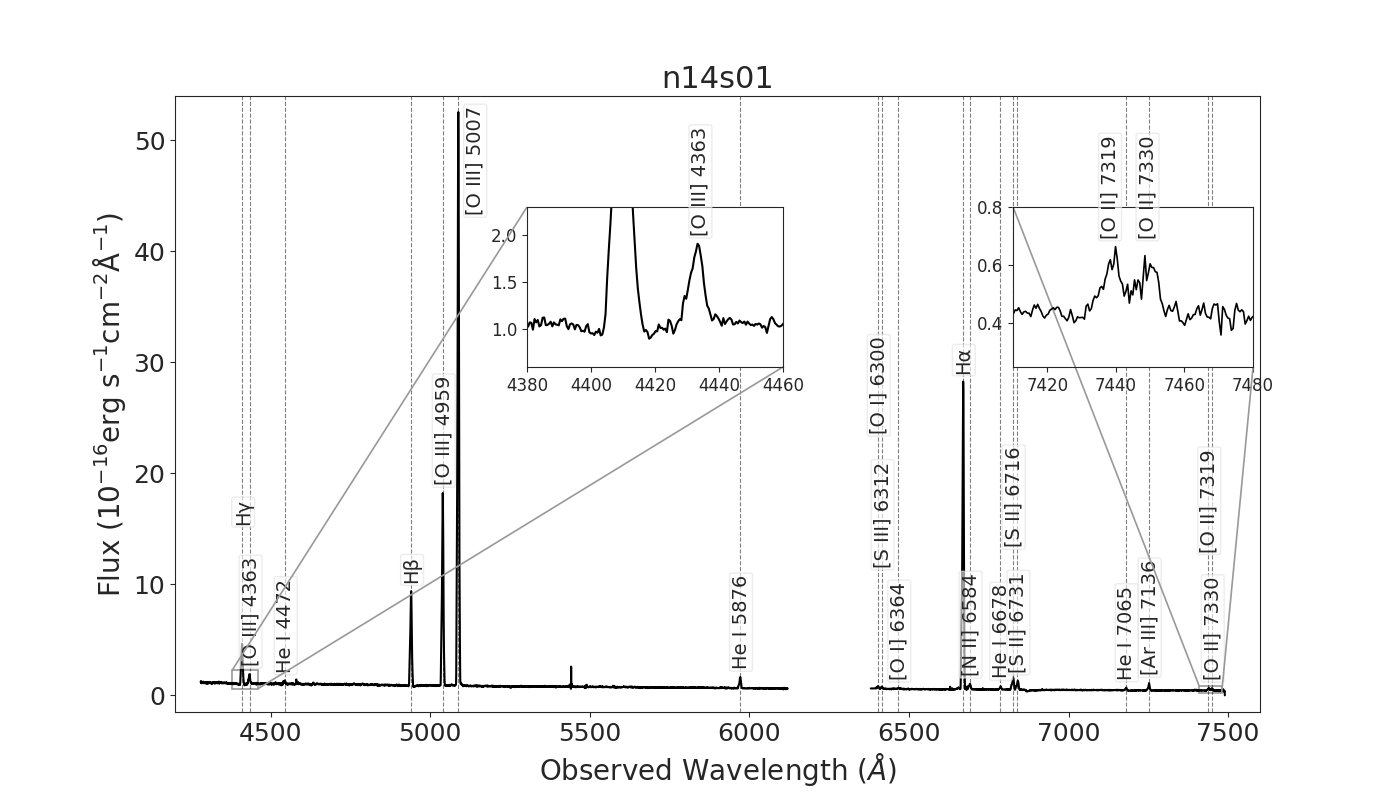 n14s01
Flux (10⁻¹⁶erg s⁻¹cm⁻²Å⁻¹)
50
40
30
20
10
0
4500
5000
5500
6000
6500
7000
7500
Observed Wavelength (Å)
Hγ
[O III] 4363
He I 4472
Hβ
[O III] 4959
[O III] 5007
He I 5876
[O I] 6300
[S III] 6312
[O I] 6364
Hα
[N II] 6584
He I 6678
[S II] 6716
[S II] 6731
He I 7065
[Ar III] 7136
[O II] 7319
[O II] 7330
[O III] 4363
2.0
1.5
1.0
4380
4400
4420
4440
4460
[O II] 7319
[O II] 7330
0.8
0.6
0.4
7420
7440
7460
7480